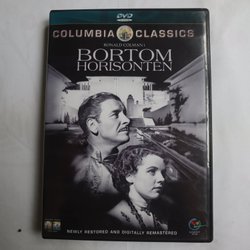 DVD
COLUMBIA CLASSICS
RONALD COLMAN i
BORTOM
HORISONTEN
NEWLY RESTORED AND DIGITALLY REMASTERED